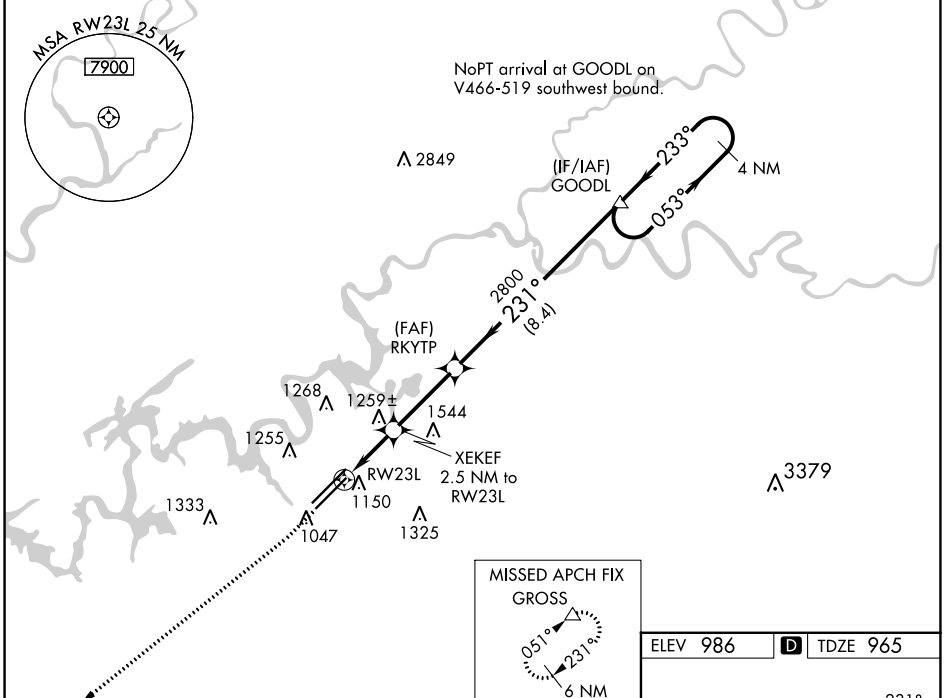 MSA RW23L 25 NM
7900
NoPT arrival at GOODL on
V466-519 southwest bound.
2849
(IF/IAF)
GOODL
233°
053°
4 NM
2800
231°
(8.4)
(FAF)
RKYTP
1268
1259±
1544
1255
XEKEF
2.5 NM to
RW23L
RW23L
1150
3379
1333
1047
1325
MISSED APCH FIX
GROSS
051°
231°
6 NM
ELEV 986
D
TDZE 965
231°